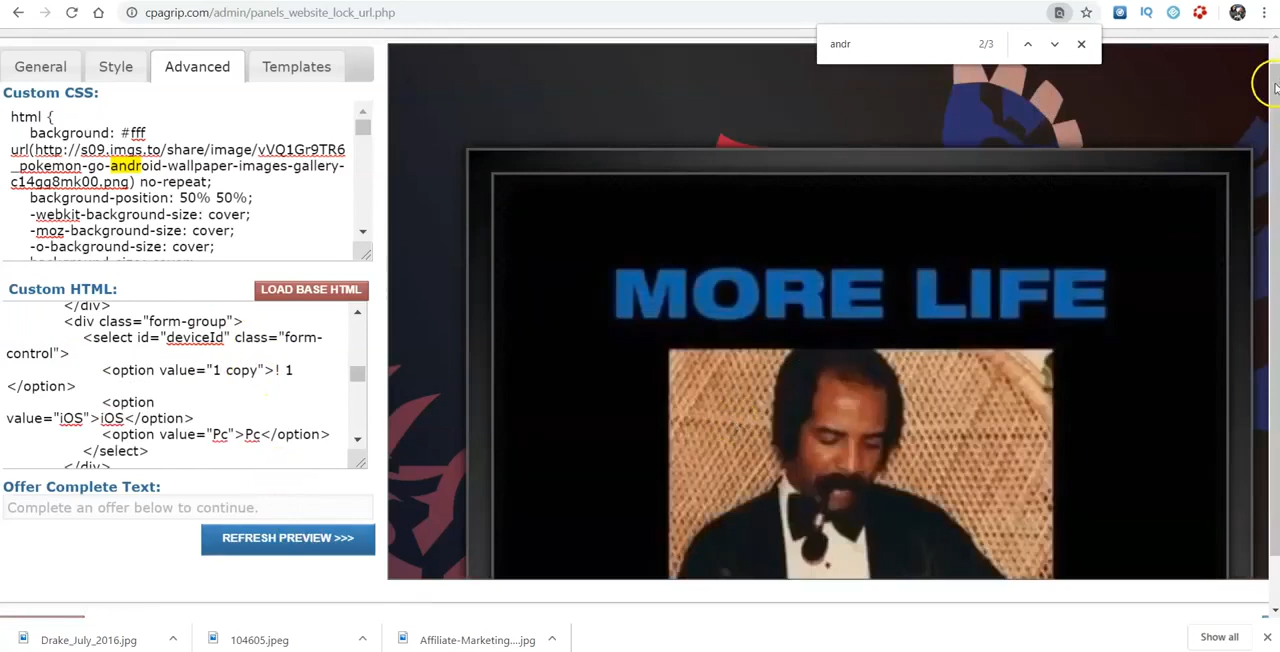 cpagrip.com/admin/panels_website_lock_url.php
andr 2/3
General Style Advanced Templates
Custom CSS:
html {
background: #fff
url(http://s09.imgs.to/share/image/vVQ1Gr9TR6
_pokemon-go-android-wallpaper-images-gallery-
c14gg8mk00.png) no-repeat;
background-position: 50% 50%;
-webkit-background-size: cover;
-moz-background-size: cover;
-o-background-size: cover;
Custom HTML:
LOAD BASE HTML
</div>
<div class="form-group">
<select id="deviceId" class="form-
control">
<option value="1 copy">! 1
</option>
<option
value="iOS">iOS</option>
<option value="Pc">Pc</option>
</select>
</div>
Offer Complete Text:
Complete an offer below to continue.
REFRESH PREVIEW >>>
MORE LIFE
Drake_July_2016.jpg
104605.jpeg
Affiliate-Marketing....jpg
Show all